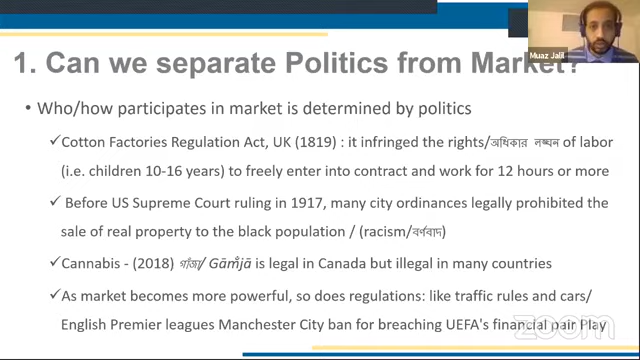 Muaz Jalil
1. Can we separate Politics from Market?
• Who/how participates in market is determined by politics
✓Cotton Factories Regulation Act, UK (1819) : it infringed the rights/অধিকার লঙ্ঘন of labor
(i.e. children 10-16 years) to freely enter into contract and work for 12 hours or more
✓ Before US Supreme Court ruling in 1917, many city ordinances legally prohibited the
sale of real property to the black population / (racism/বর্ণবাদ)
✓Cannabis - (2018) গাঁজা/ Gām̐jā is legal in Canada but illegal in many countries
✓As market becomes more powerful, so does regulations: like traffic rules and cars/
English Premier leagues Manchester City ban for breaching UEFA's financial pair Play
zoom